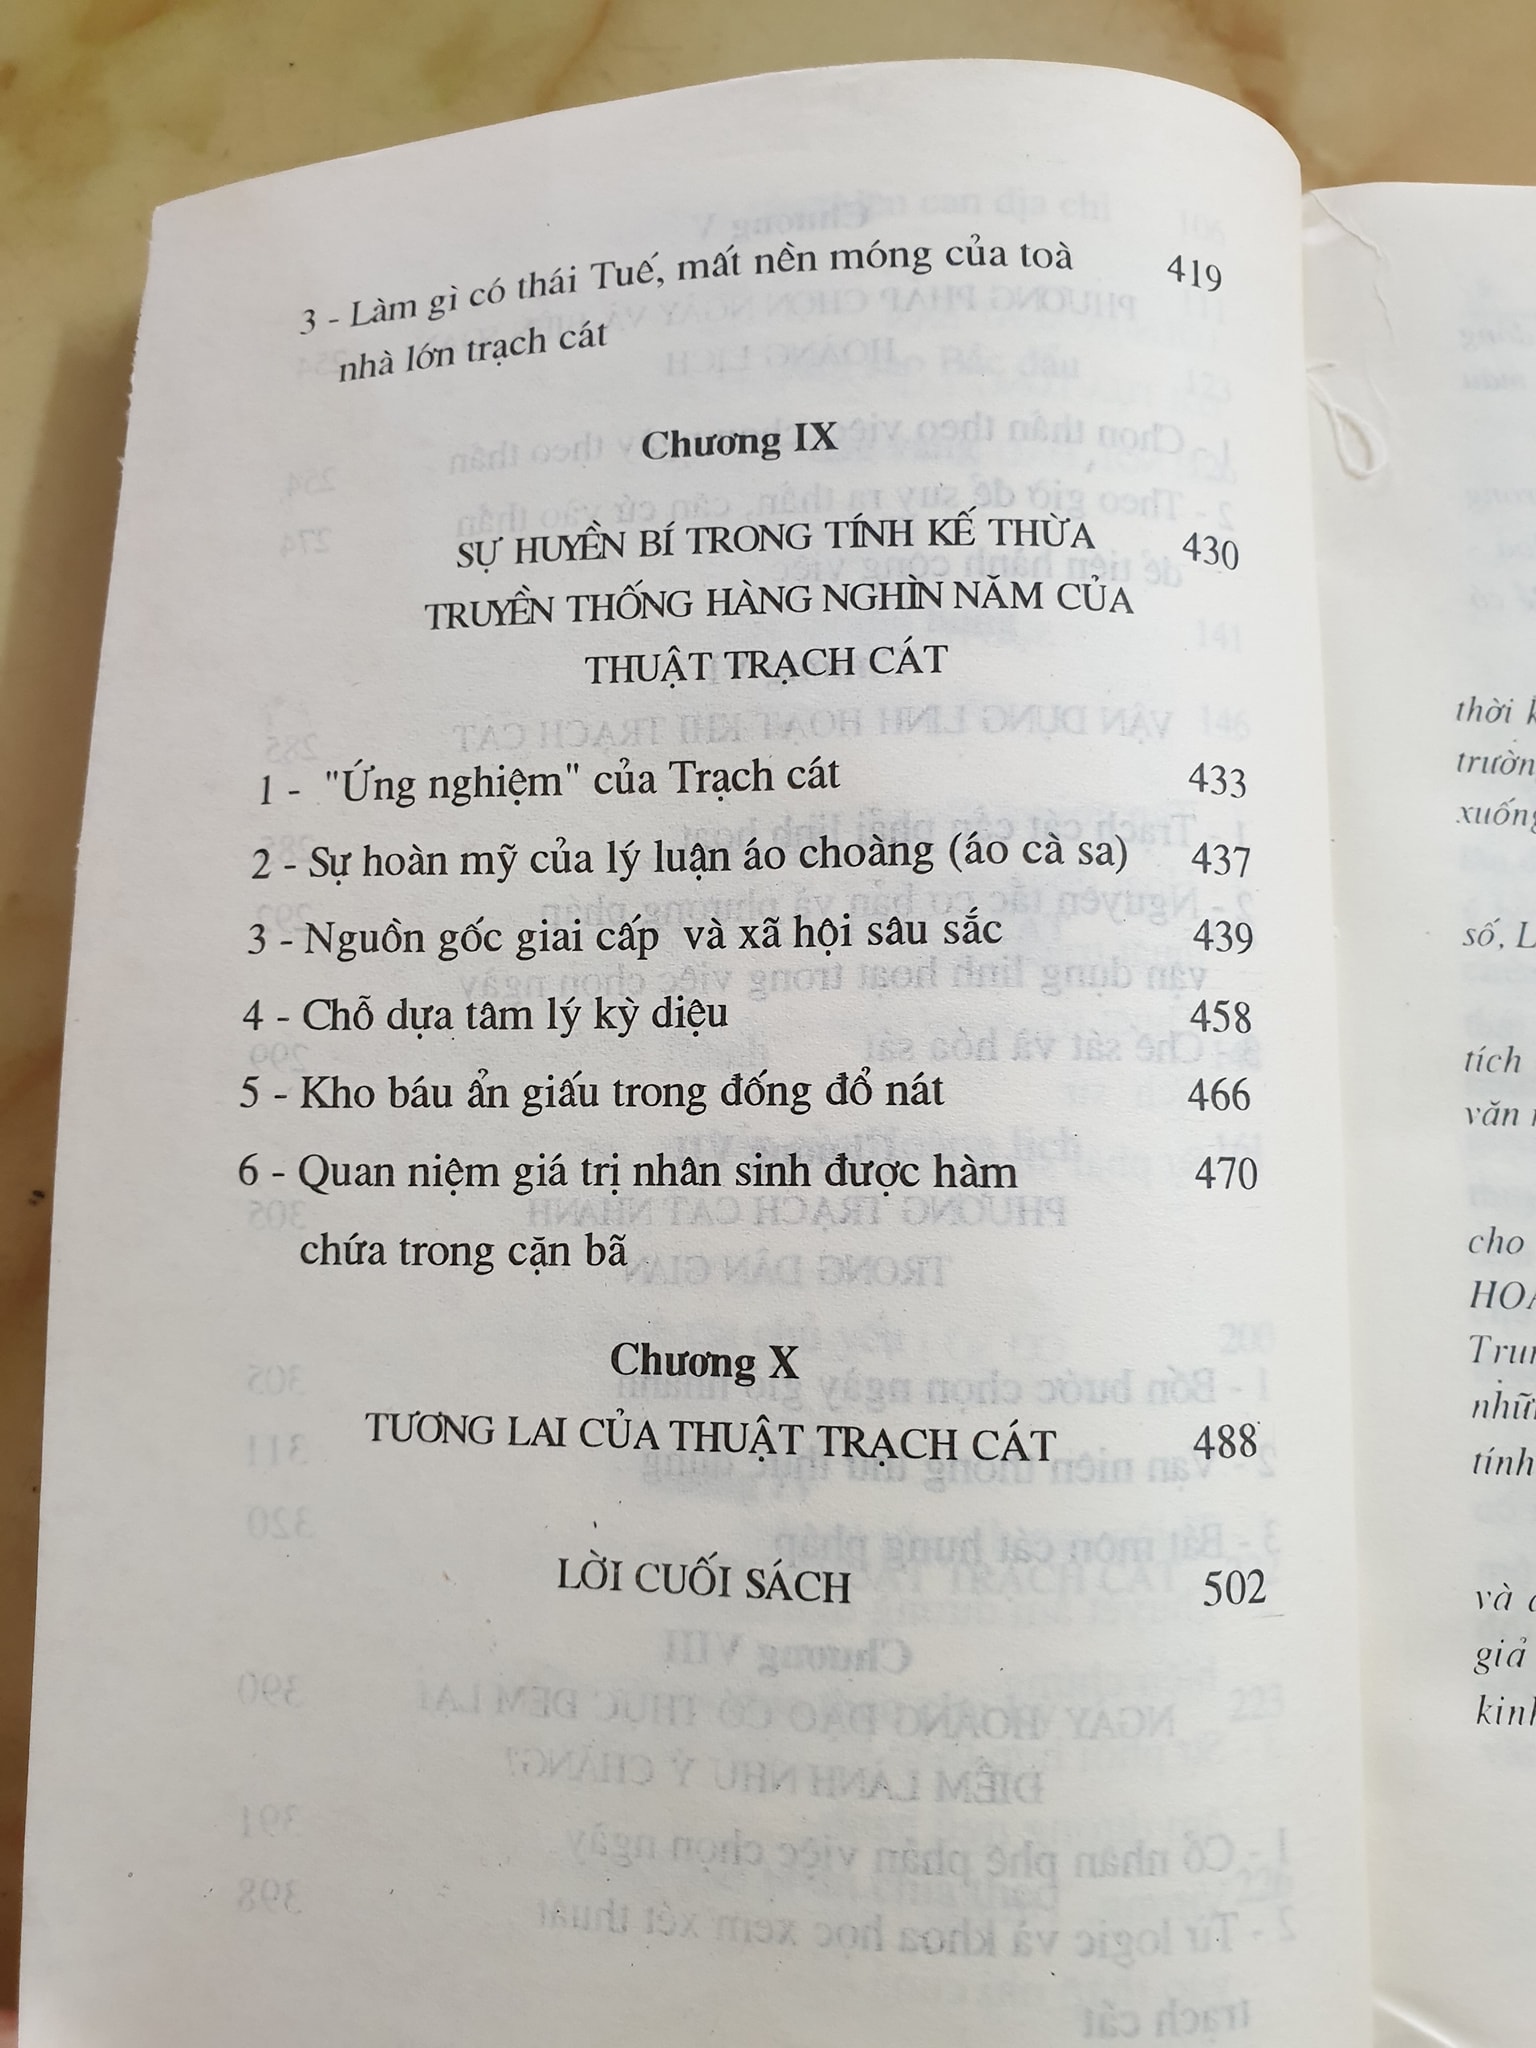 3 - Làm gì có thái Tuế, mất nền móng của toà 419
nhà lớn trạch cát
Chương IX
SỰ HUYỀN BÍ TRONG TÍNH KẾ THỪA 430
TRUYỀN THỐNG HÀNG NGHÌN NĂM CỦA
THUẬT TRẠCH CÁT
1 - "Ứng nghiệm" của Trạch cát 433
2 - Sự hoàn mỹ của lý luận áo choàng (áo cà sa) 437
3 - Nguồn gốc giai cấp và xã hội sâu sắc 439
4 - Chỗ dựa tâm lý kỳ diệu 458
5 - Kho báu ẩn giấu trong đống đổ nát 466
6 - Quan niệm giá trị nhân sinh được hàm 470
chứa trong cặn bã
Chương X
TƯƠNG LAI CỦA THUẬT TRẠCH CÁT 488
LỜI CUỐI SÁCH 502
thời
xuống
số,
tích
văn
cho
và
giả